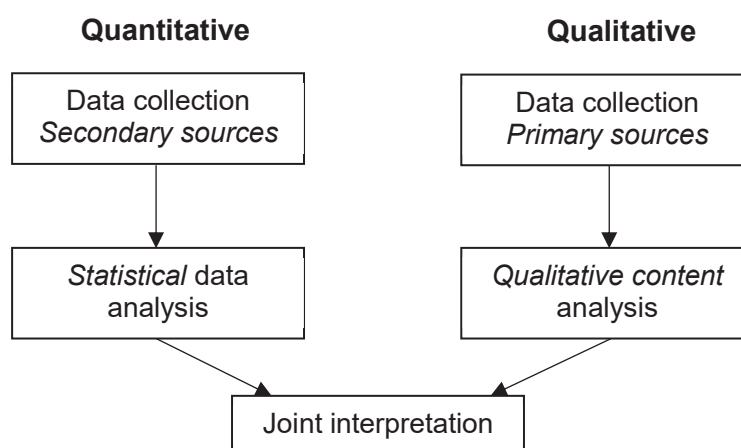 Quantitative
Qualitative
Data collection
Secondary sources
Data collection
Primary sources
Statistical data
analysis
Qualitative content
analysis
Joint interpretation